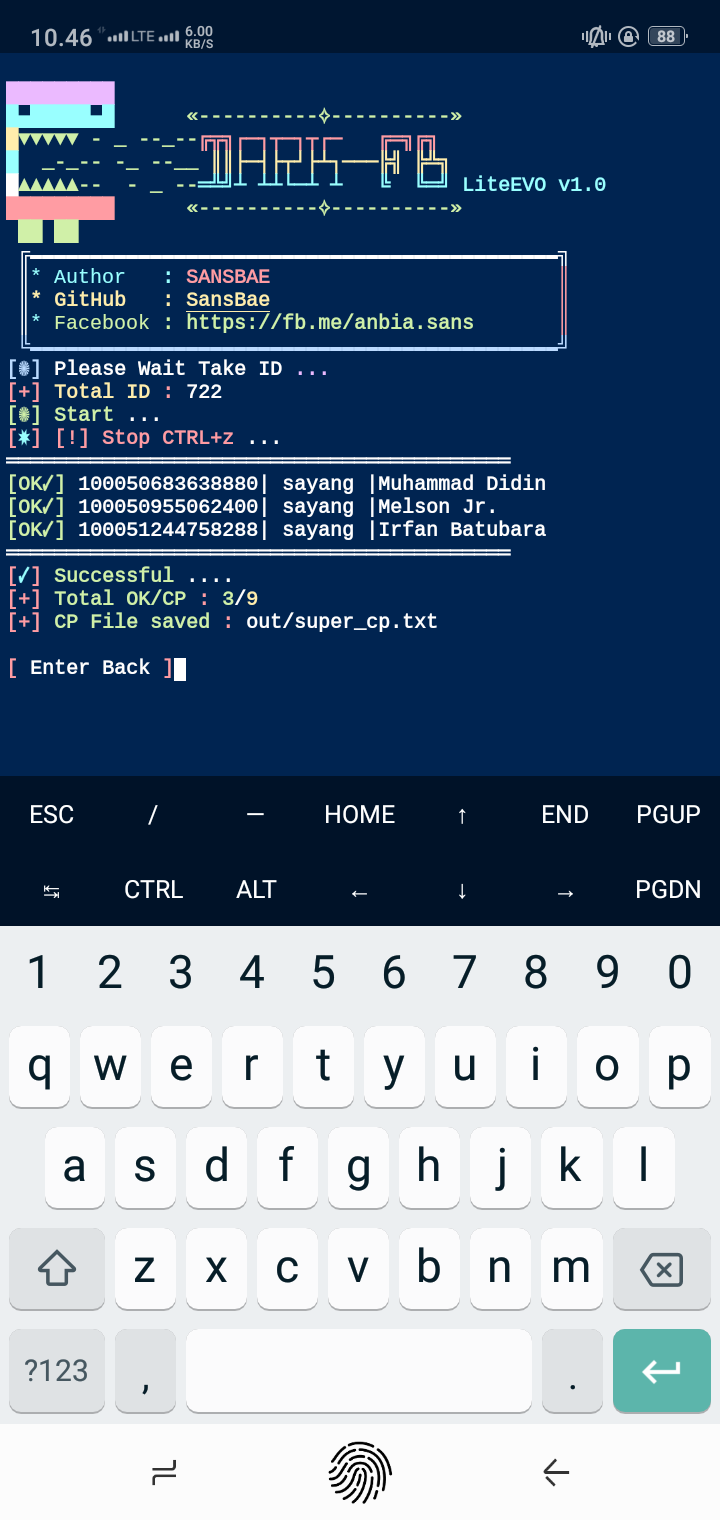 10.46 LTE 6.00 KB/S 88
«----------✧----------»
LiteEVO v1.0
«----------✧----------»
* Author : SANSBAE
* GitHub : SansBae
* Facebook : https://fb.me/anbia.sans
[◍] Please Wait Take ID ...
[+] Total ID : 722
[◍] Start ...
[✷] [!] Stop CTRL+z ...
[OK✓] 100050683638880| sayang |Muhammad Didin
[OK✓] 100050955062400| sayang |Melson Jr.
[OK✓] 100051244758288| sayang |Irfan Batubara
[✓] Successful ....
[+] Total OK/CP : 3/9
[+] CP File saved : out/super_cp.txt
[ Enter Back ]
ESC / — HOME ↑ END PGUP
↹ CTRL ALT ← ↓ → PGDN
1 2 3 4 5 6 7 8 9 0
q w e r t y u i o p
a s d f g h j k l
z x c v b n m
?123 , .